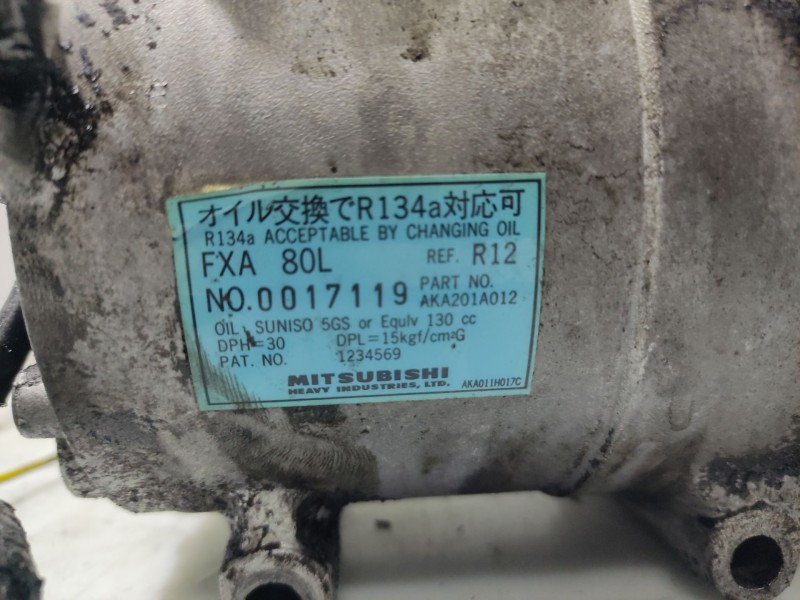 オイル交換でR134a対応可
R134a ACCEPTABLE BY CHANGING OIL
FXA 80L REF. R12
NO.0017119 PART NO. AKA201A012
OIL, SUNISO 5GS or Equlv 130 cc
DPH=30 DPL=15kgf/cm²G
PAT. NO. 1234569
MITSUBISHI
HEAVY INDUSTRIES, LTD. AKA011H017C